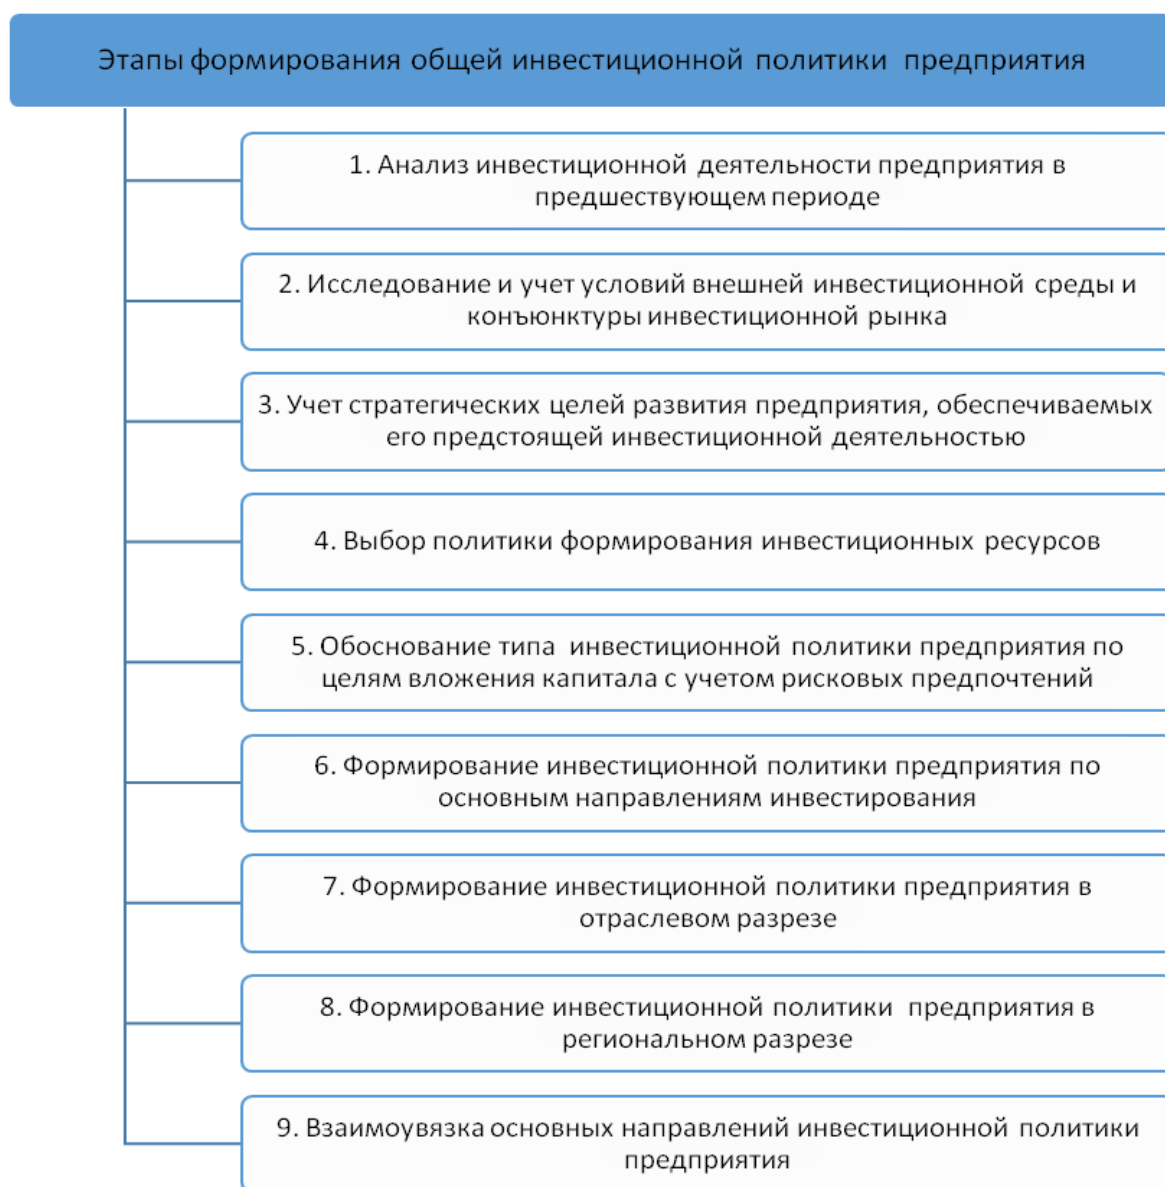 Этапы формирования общей инвестиционной политики предприятия
1. Анализ инвестиционной деятельности предприятия в
предшествующем периоде
2. Исследование и учет условий внешней инвестиционной среды и
конъюнктуры инвестиционной рынка
3. Учет стратегических целей развития предприятия, обеспечиваемых
его предстоящей инвестиционной деятельностью
4. Выбор политики формирования инвестиционных ресурсов
5. Обоснование типа инвестиционной политики предприятия по
целям вложения капитала с учетом рисковых предпочтений
6. Формирование инвестиционной политики предприятия по
основным направлениям инвестирования
7. Формирование инвестиционной политики предприятия в
отраслевом разрезе
8. Формирование инвестиционной политики предприятия в
региональном разрезе
9. Взаимоувязка основных направлений инвестиционной политики
предприятия